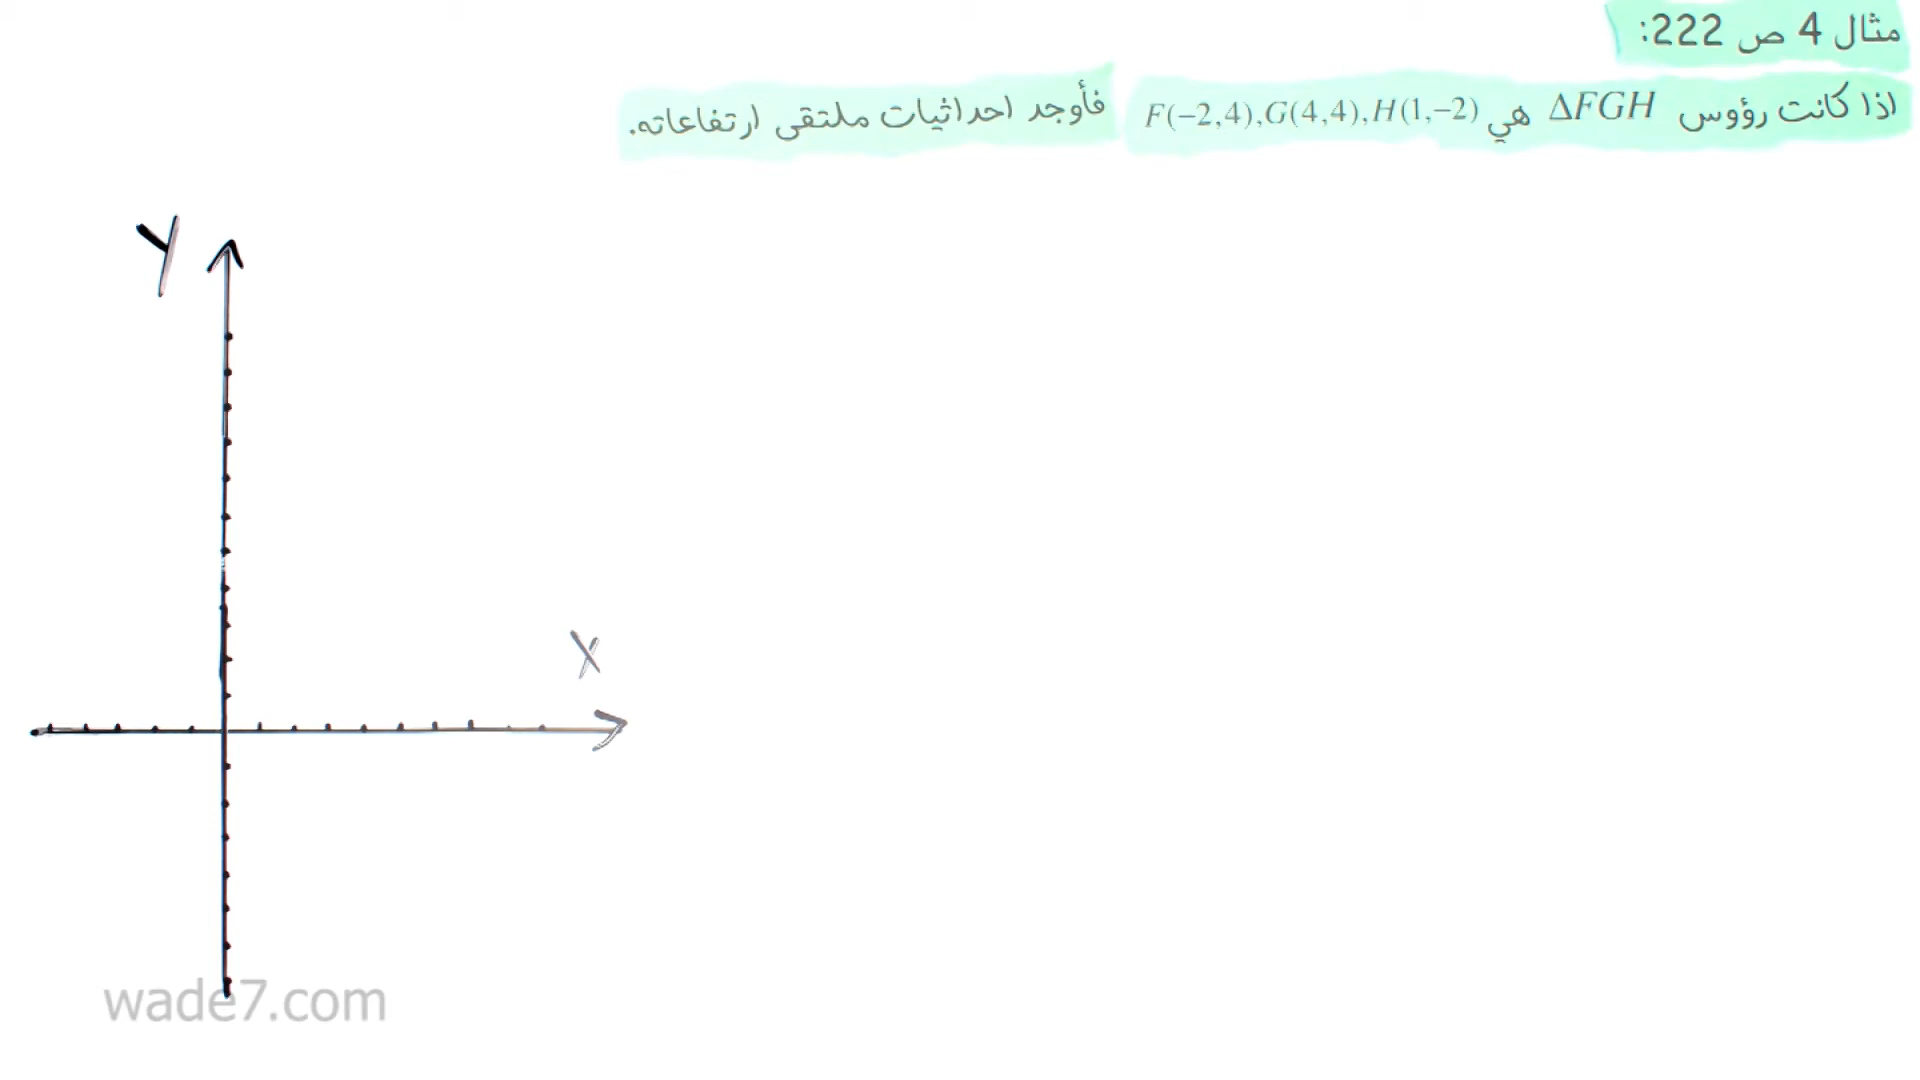 مثال 4 ص 222:
اذا كانت رؤوس ΔFGH هي F(−2,4),G(4,4),H(1,−2) فأوجد احداثيات ملتقى ارتفاعاته.
Y
X
wade7.com